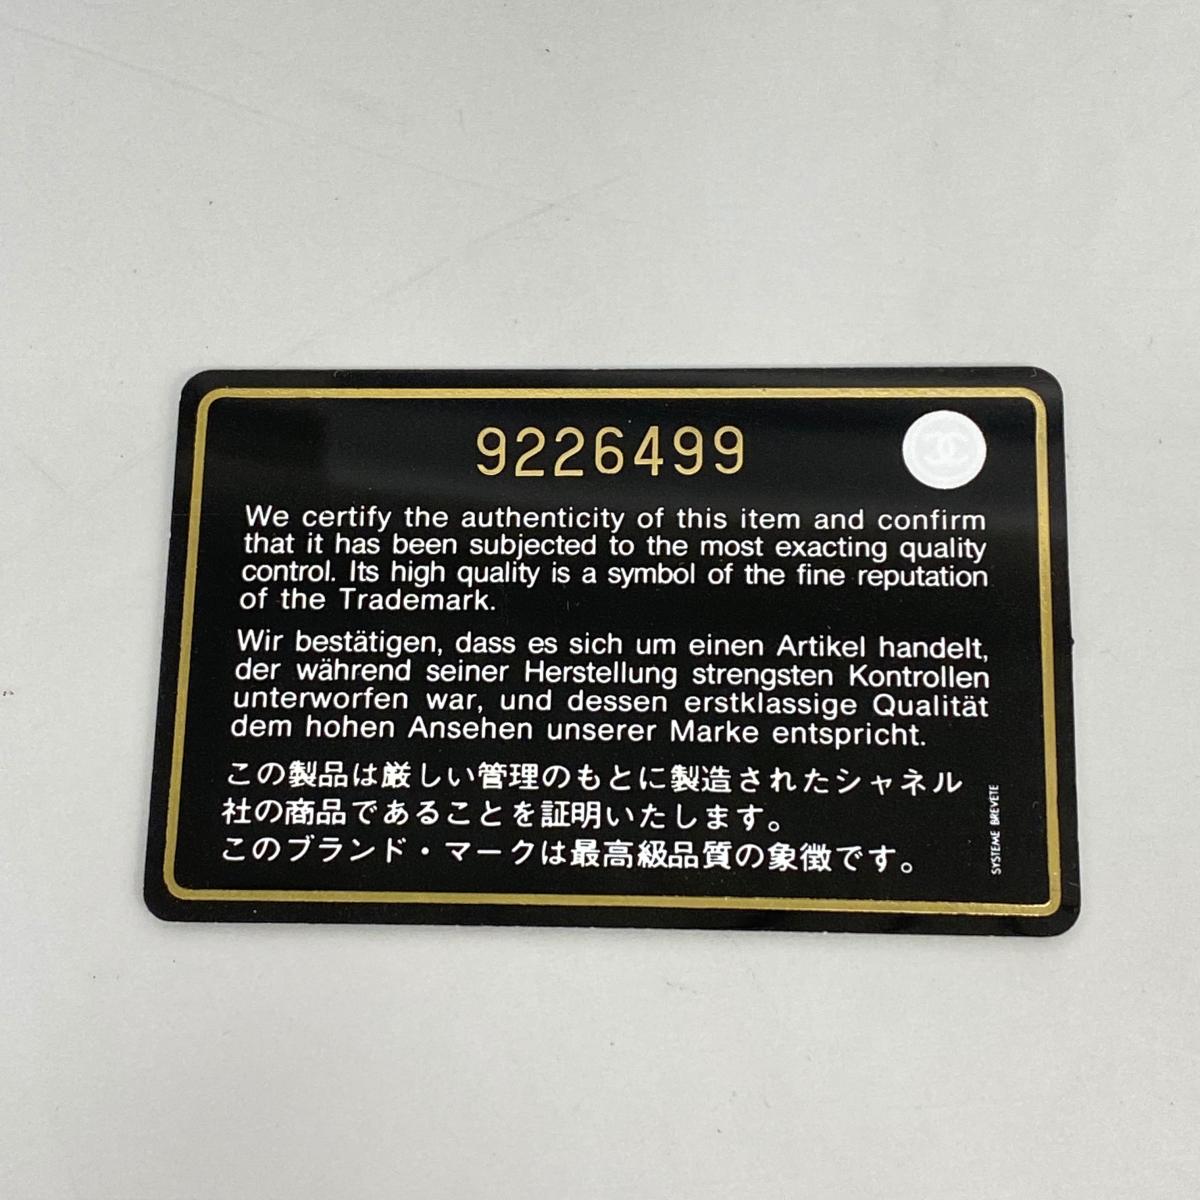 9226499
We certify the authenticity of this item and confirm
that it has been subjected to the most exacting quality
control. Its high quality is a symbol of the fine reputation
of the Trademark.
Wir bestätigen, dass es sich um einen Artikel handelt,
der während seiner Herstellung strengsten Kontrollen
unterworfen war, und dessen erstklassige Qualität
dem hohen Ansehen unserer Marke entspricht.
この製品は厳しい管理のもとに製造されたシャネル
社の商品であることを証明いたします。
このブランド・マークは最高級品質の象徴です。
SYSTEME BREVETE